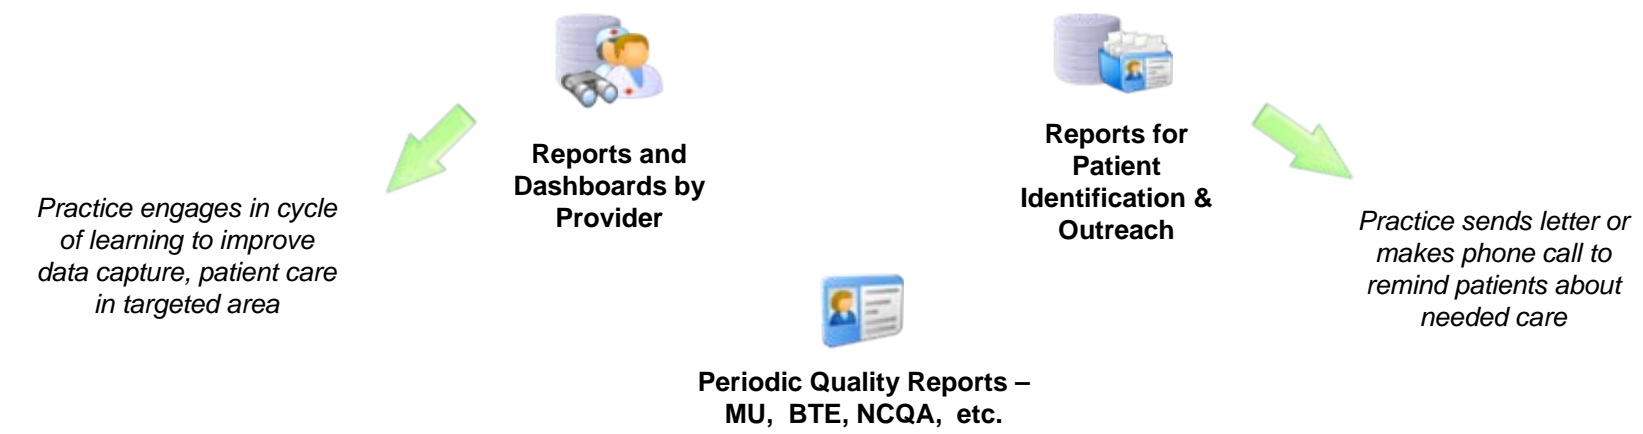 Reports and
Dashboards by
Provider
Reports for
Patient
Identification &
Outreach
Practice engages in cycle
of learning to improve
data capture, patient care
in targeted area
Practice sends letter or
makes phone call to
remind patients about
needed care
Periodic Quality Reports –
MU,  BTE, NCQA,  etc.